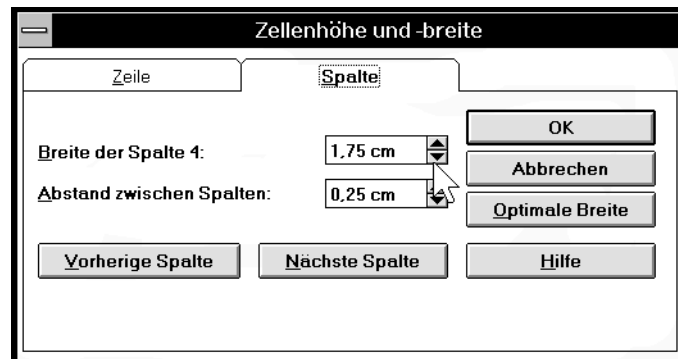 Zellenhöhe und -breite
Zeile
Spalte
Breite der Spalte 4:
1,75 cm
Abstand zwischen Spalten:
0,25 cm
OK
Abbrechen
Optimale Breite
Vorherige Spalte
Nächste Spalte
Hilfe